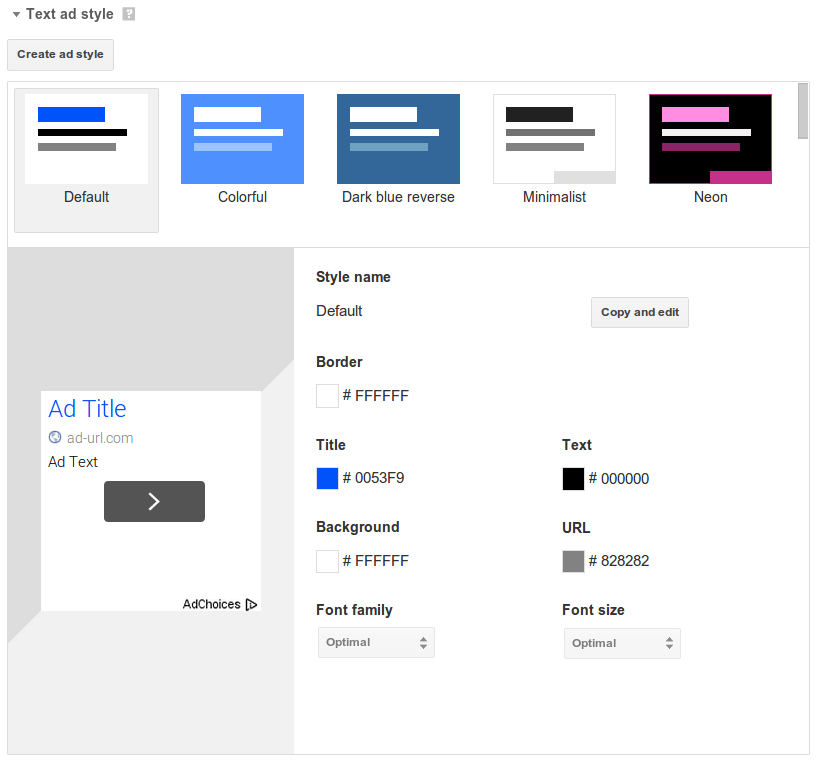 Text ad style ?
Create ad style
Default
Colorful
Dark blue reverse
Minimalist
Neon
Style name
Default
Copy and edit
Border
# FFFFFF
Title
Text
# 0053F9
# 000000
Background
URL
# FFFFFF
# 828282
Font family
Font size
Optimal
Optimal
Ad Title
ad-url.com
Ad Text
AdChoices